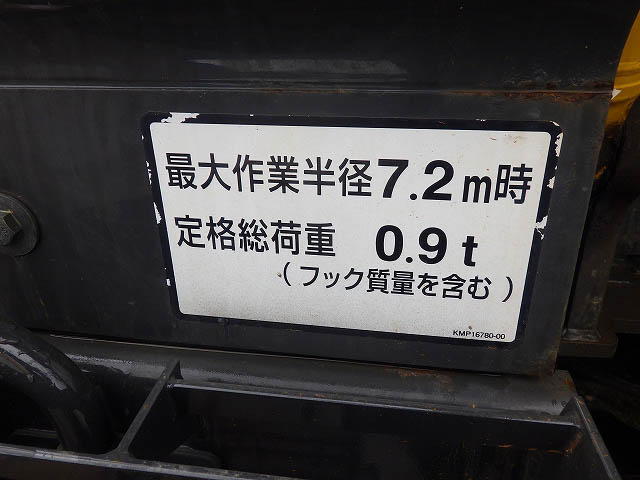 最大作業半径7.2m時
定格総荷重 0.9t
(フック質量を含む)
KMP16780-00